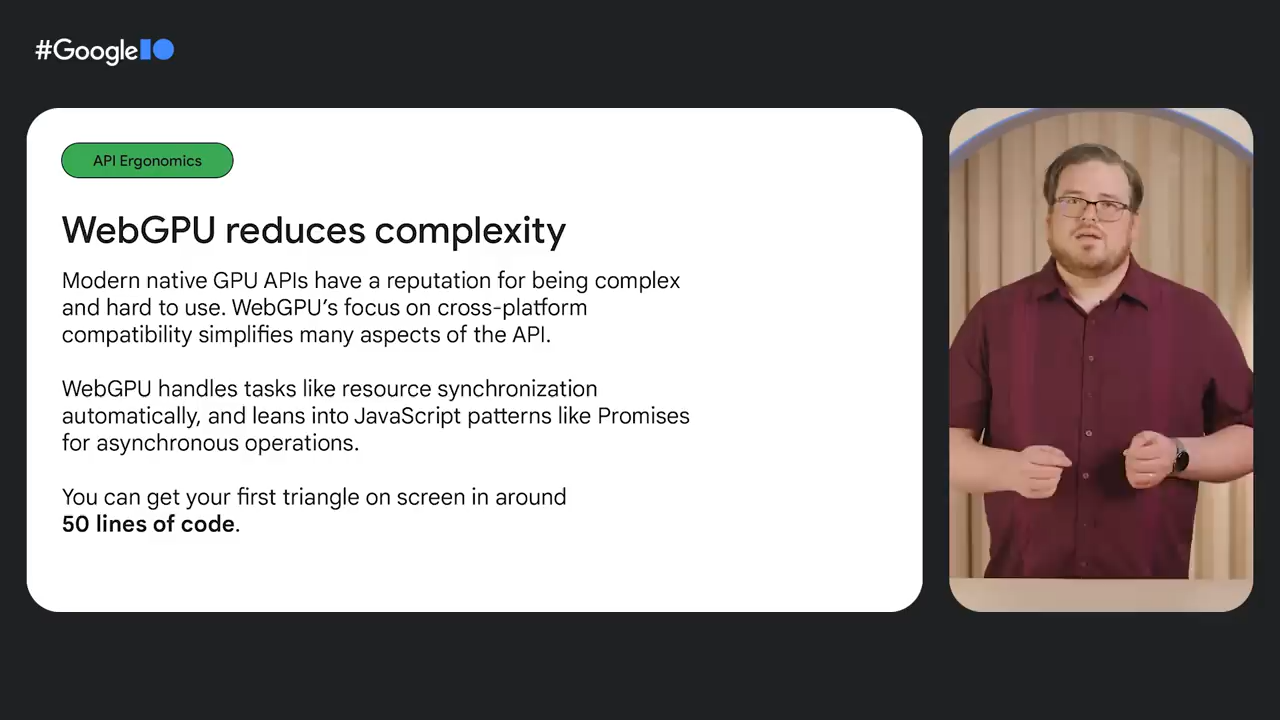 #Google IO
API Ergonomics
WebGPU reduces complexity
Modern native GPU APIs have a reputation for being complex
and hard to use. WebGPU’s focus on cross-platform
compatibility simplifies many aspects of the API.
WebGPU handles tasks like resource synchronization
automatically, and leans into JavaScript patterns like Promises
for asynchronous operations.
You can get your first triangle on screen in around
50 lines of code.